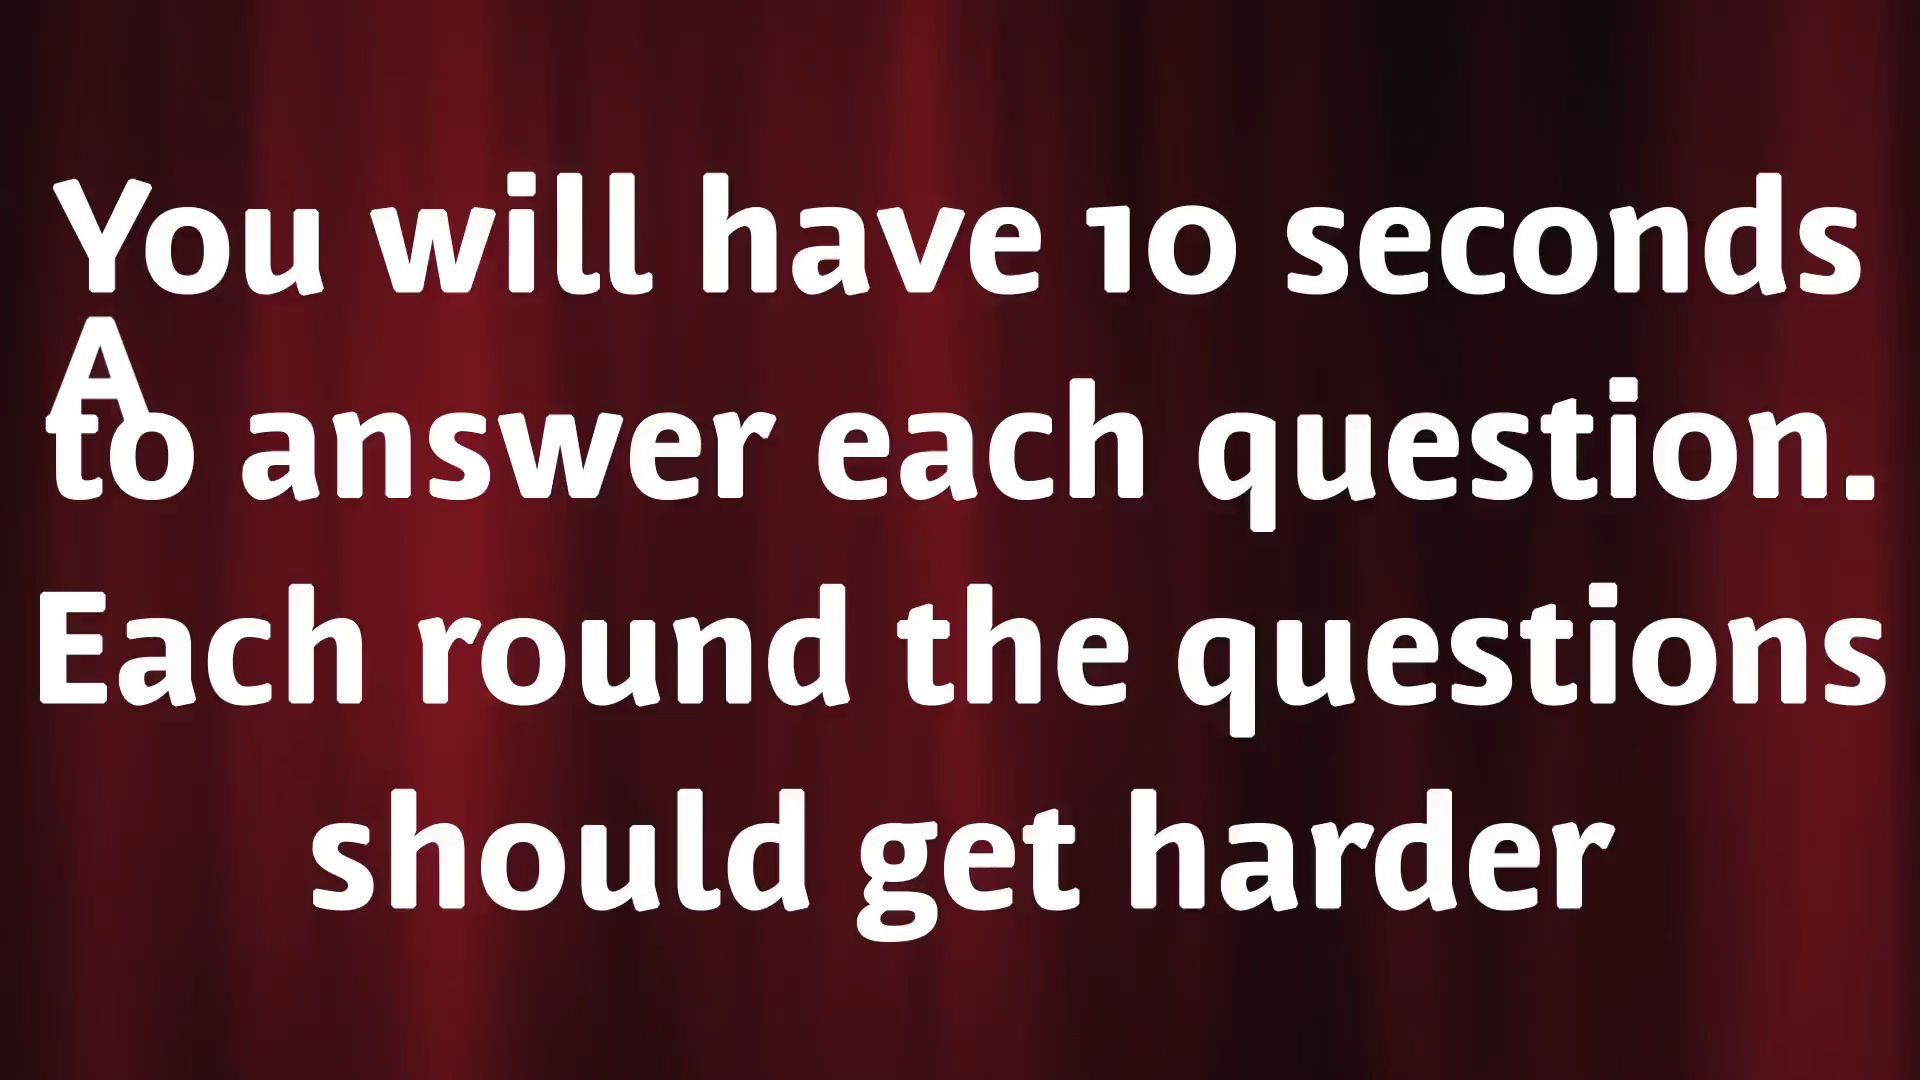 You will have 10 seconds
A
to answer each question.
Each round the questions
should get harder